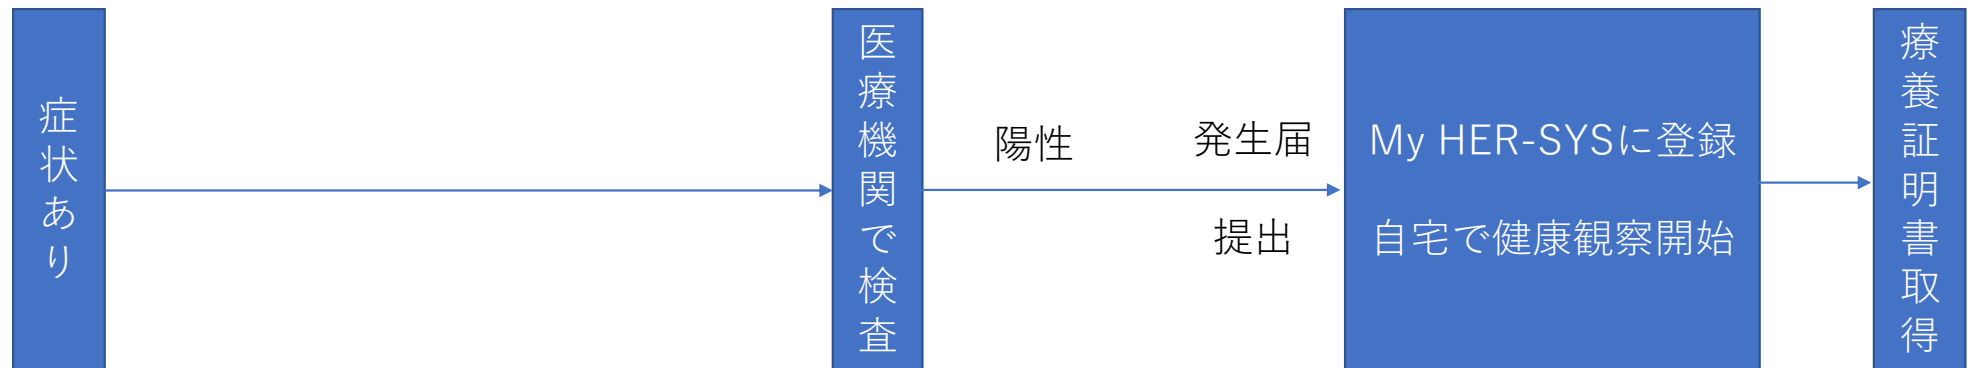 症状あり
医療機関で検査
陽性
発生届
提出
My HER-SYSに登録
自宅で健康観察開始
療養証明書取得